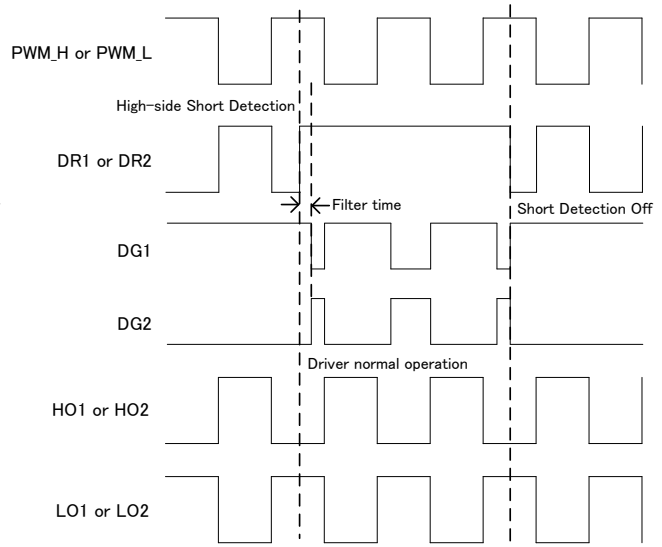 PWM_H or PWM_L
High-side Short Detection
DR1 or DR2
Filter time
Short Detection Off
DG1
DG2
Driver normal operation
HO1 or HO2
LO1 or LO2